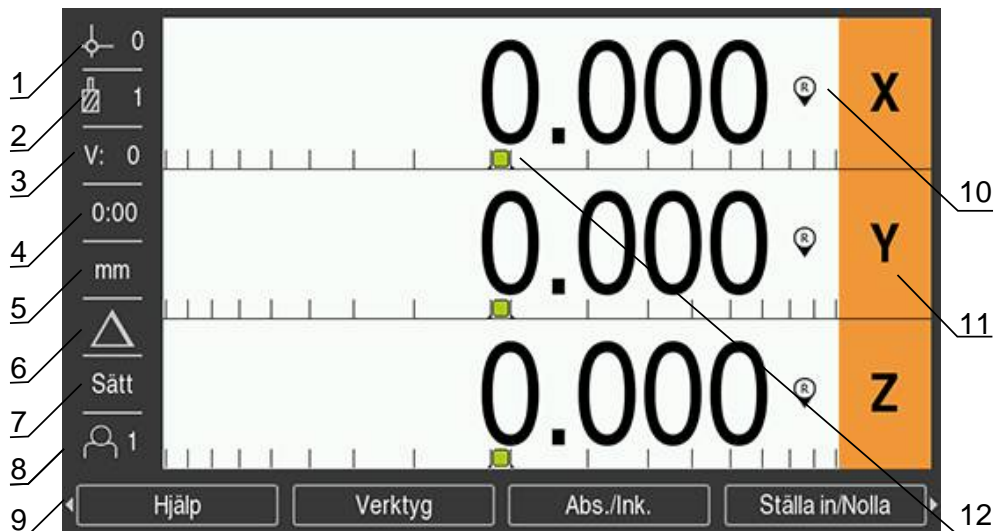 0
1
V: 0
0:00
mm
Sätt
1
0.000 R X
0.000 R Y
0.000 R Z
Hjälp Verktyg Abs./Ink. Ställa in/Nolla
1
2
3
4
5
6
7
8
9
10
11
12